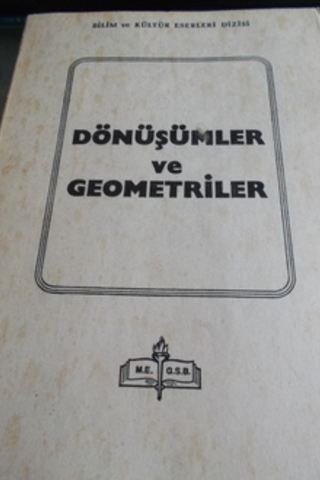 BİLİM ve KÜLTÜR ESERLERİ DİZİSİ
DÖNÜŞÜMLER
ve
GEOMETRİLER
M.E. G.S.B.